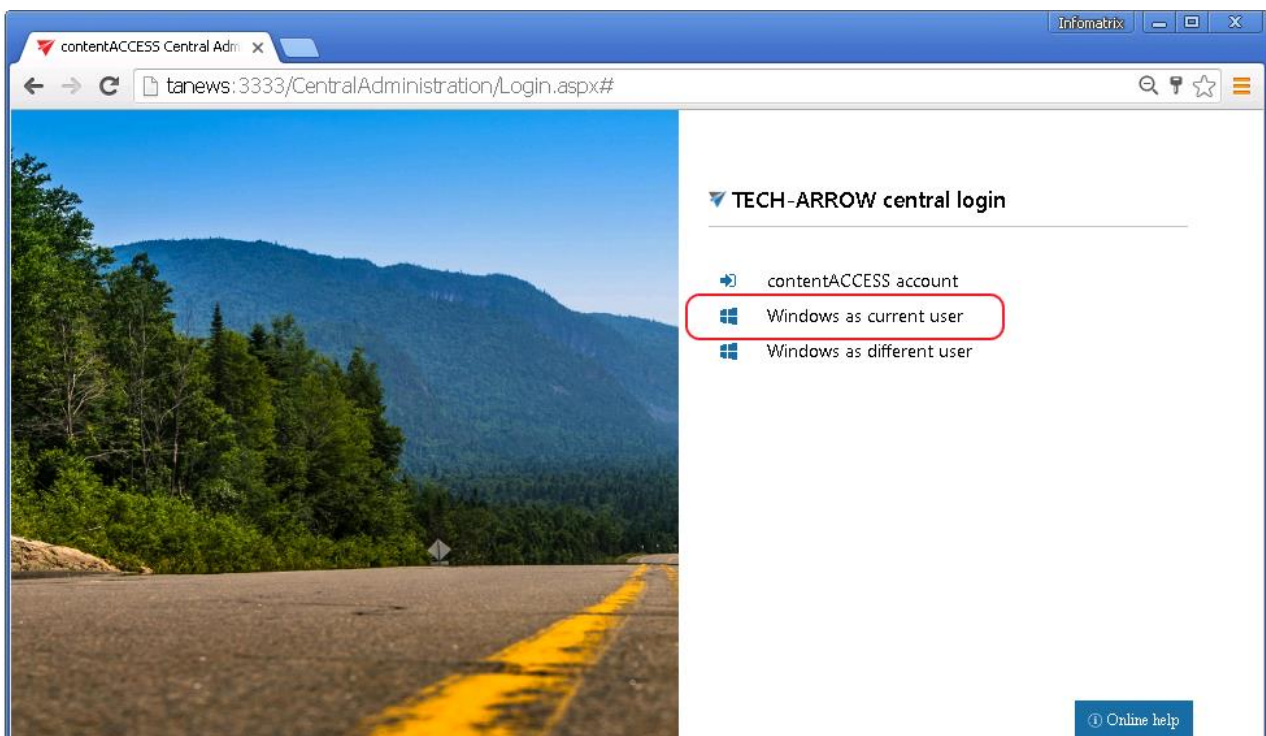 Infomatrix
contentACCESS Central Adm
tanews:3333/CentralAdministration/Login.aspx#
TECH-ARROW central login
contentACCESS account
Windows as current user
Windows as different user
Online help